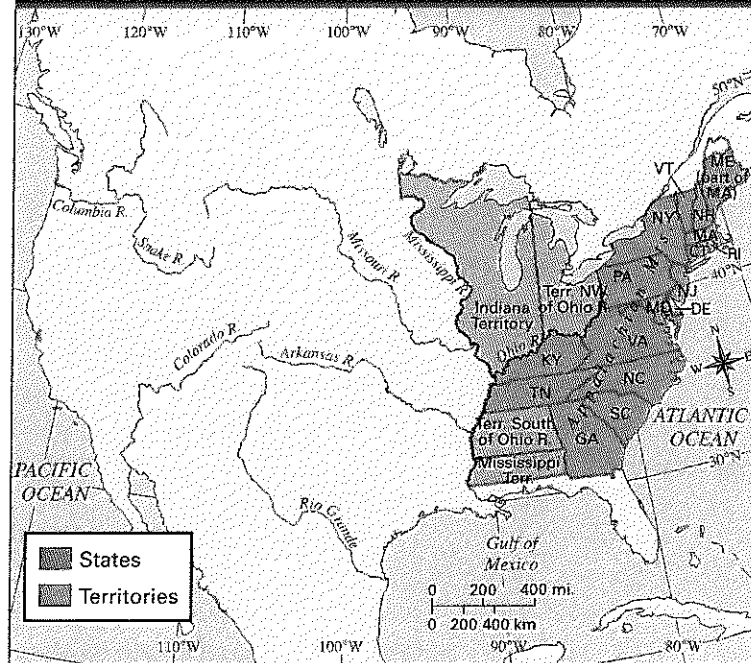 130°W 120°W 110°W 100°W 90°W 80°W 70°W
50°N
ME
(part of
MA)
VT
NH
NY
MA
CT
RI
40°N
Columbia R.
Snake R.
Missouri R.
Mississippi R.
PA
NJ
MD
DE
Terr. NW
of Ohio R.
Indiana
Territory
Ohio R.
VA
KY
Colorado R.
Arkansas R.
NC
TN
Appalachian Mts.
N
W
E
S
SC
Terr. South
of Ohio R.
GA
ATLANTIC
OCEAN
Mississippi
Terr.
30°N
PACIFIC
OCEAN
Rio Grande
Gulf of
Mexico
States
Territories
0 200 400 mi.
0 200 400 km
110°W 100°W 90°W 80°W